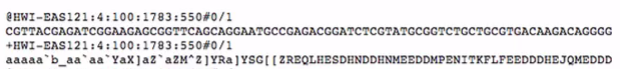 @HWI-EAS121:4:100:1783:550#0/1
CGTTACGAGATCGGAAGAGCGGTTCAGCAGGAATGCCGAGACGGATCTCGTATGCGGTCTGCTGCGTGACAAGACAGGGG
+HWI-EAS121:4:100:1783:550#0/1
aaaaa`b_aa`aa`YaX]aZ`aZM^Z]YRa]YSG[[ZREQLHESDHNDDHNMEEDDMPENITKFLFEEDDDHEJQMEDDD